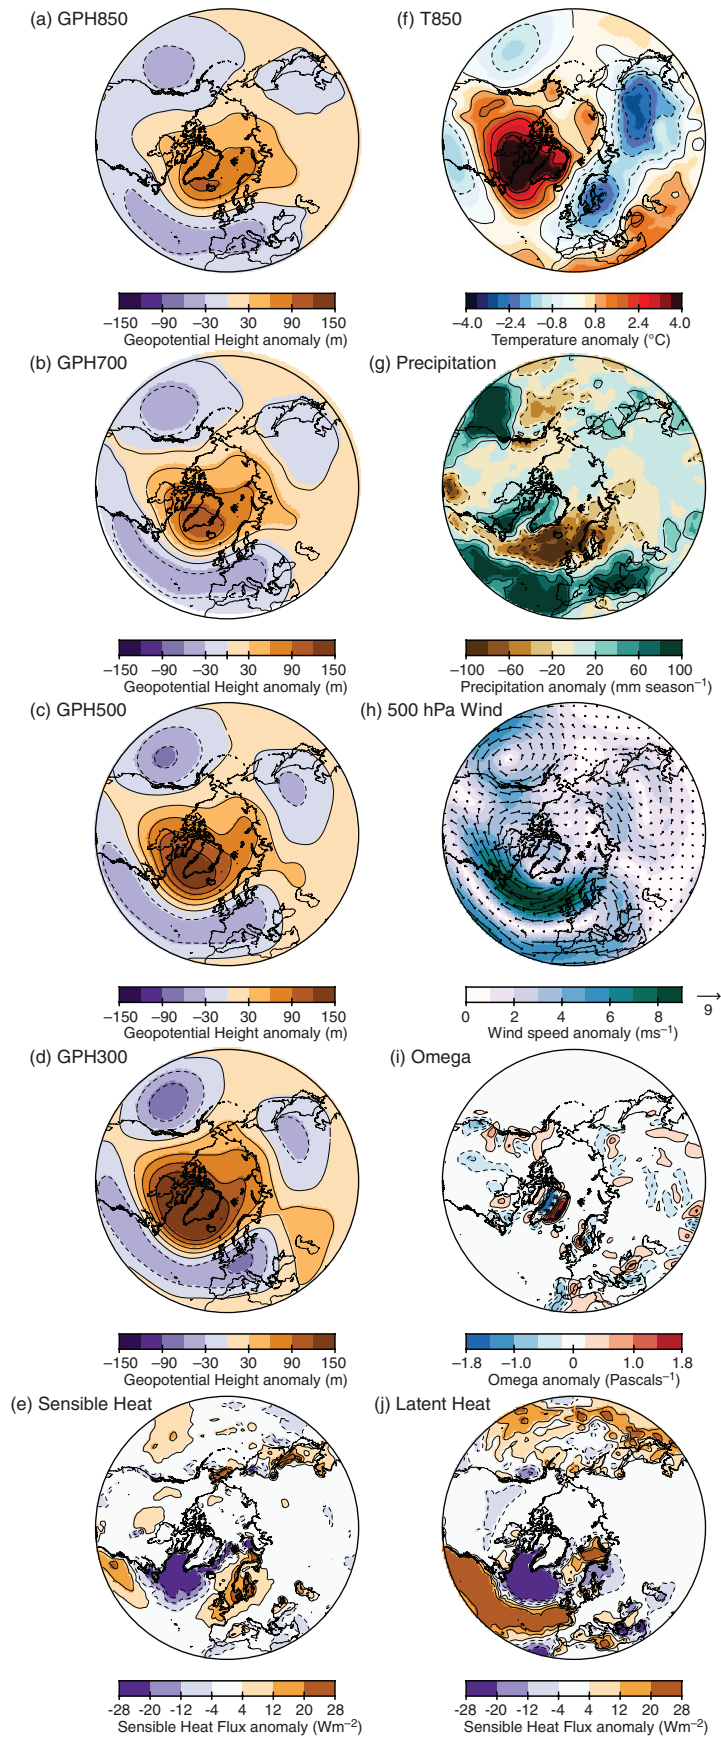 (a) GPH850
(f) T850
−150 −90 −30 30 90 150
Geopotential Height anomaly (m)
−4.0 −2.4 −0.8 0.8 2.4 4.0
Temperature anomaly (°C)
(b) GPH700
(g) Precipitation
−150 −90 −30 30 90 150
Geopotential Height anomaly (m)
−100 −60 −20 20 60 100
Precipitation anomaly (mm season⁻¹)
(c) GPH500
(h) 500 hPa Wind
−150 −90 −30 30 90 150
Geopotential Height anomaly (m)
0 2 4 6 8
Wind speed anomaly (ms⁻¹)
9
(d) GPH300
(i) Omega
−150 −90 −30 30 90 150
Geopotential Height anomaly (m)
−1.8 −1.0 0 1.0 1.8
Omega anomaly (Pascals⁻¹)
(e) Sensible Heat
(j) Latent Heat
-28 -20 -12 -4 4 12 20 28
Sensible Heat Flux anomaly (Wm⁻²)
-28 -20 -12 -4 4 12 20 28
Sensible Heat Flux anomaly (Wm⁻²)